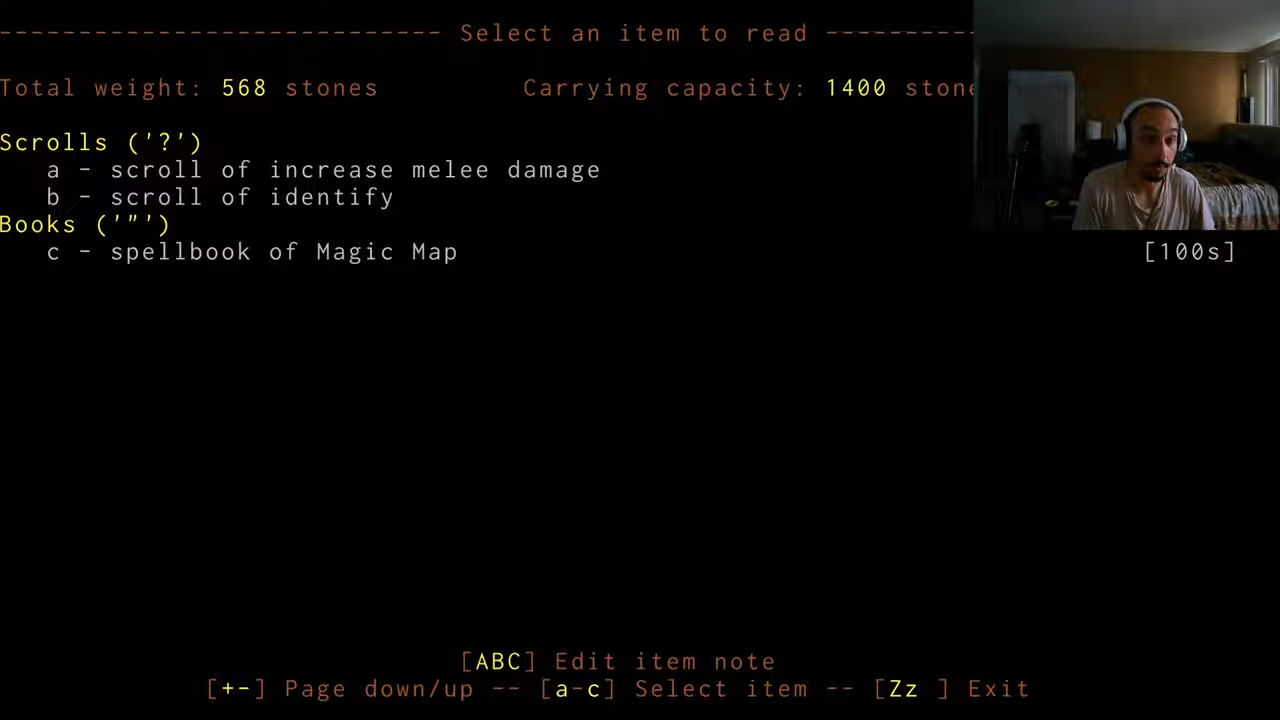 ---------------------------- Select an item to read ----------
Total weight: 568 stones Carrying capacity: 1400 stone
Scrolls ('?')
a - scroll of increase melee damage
b - scroll of identify
Books ('"')
c - spellbook of Magic Map [100s]
[ABC] Edit item note
[+-] Page down/up -- [a-c] Select item -- [Zz ] Exit